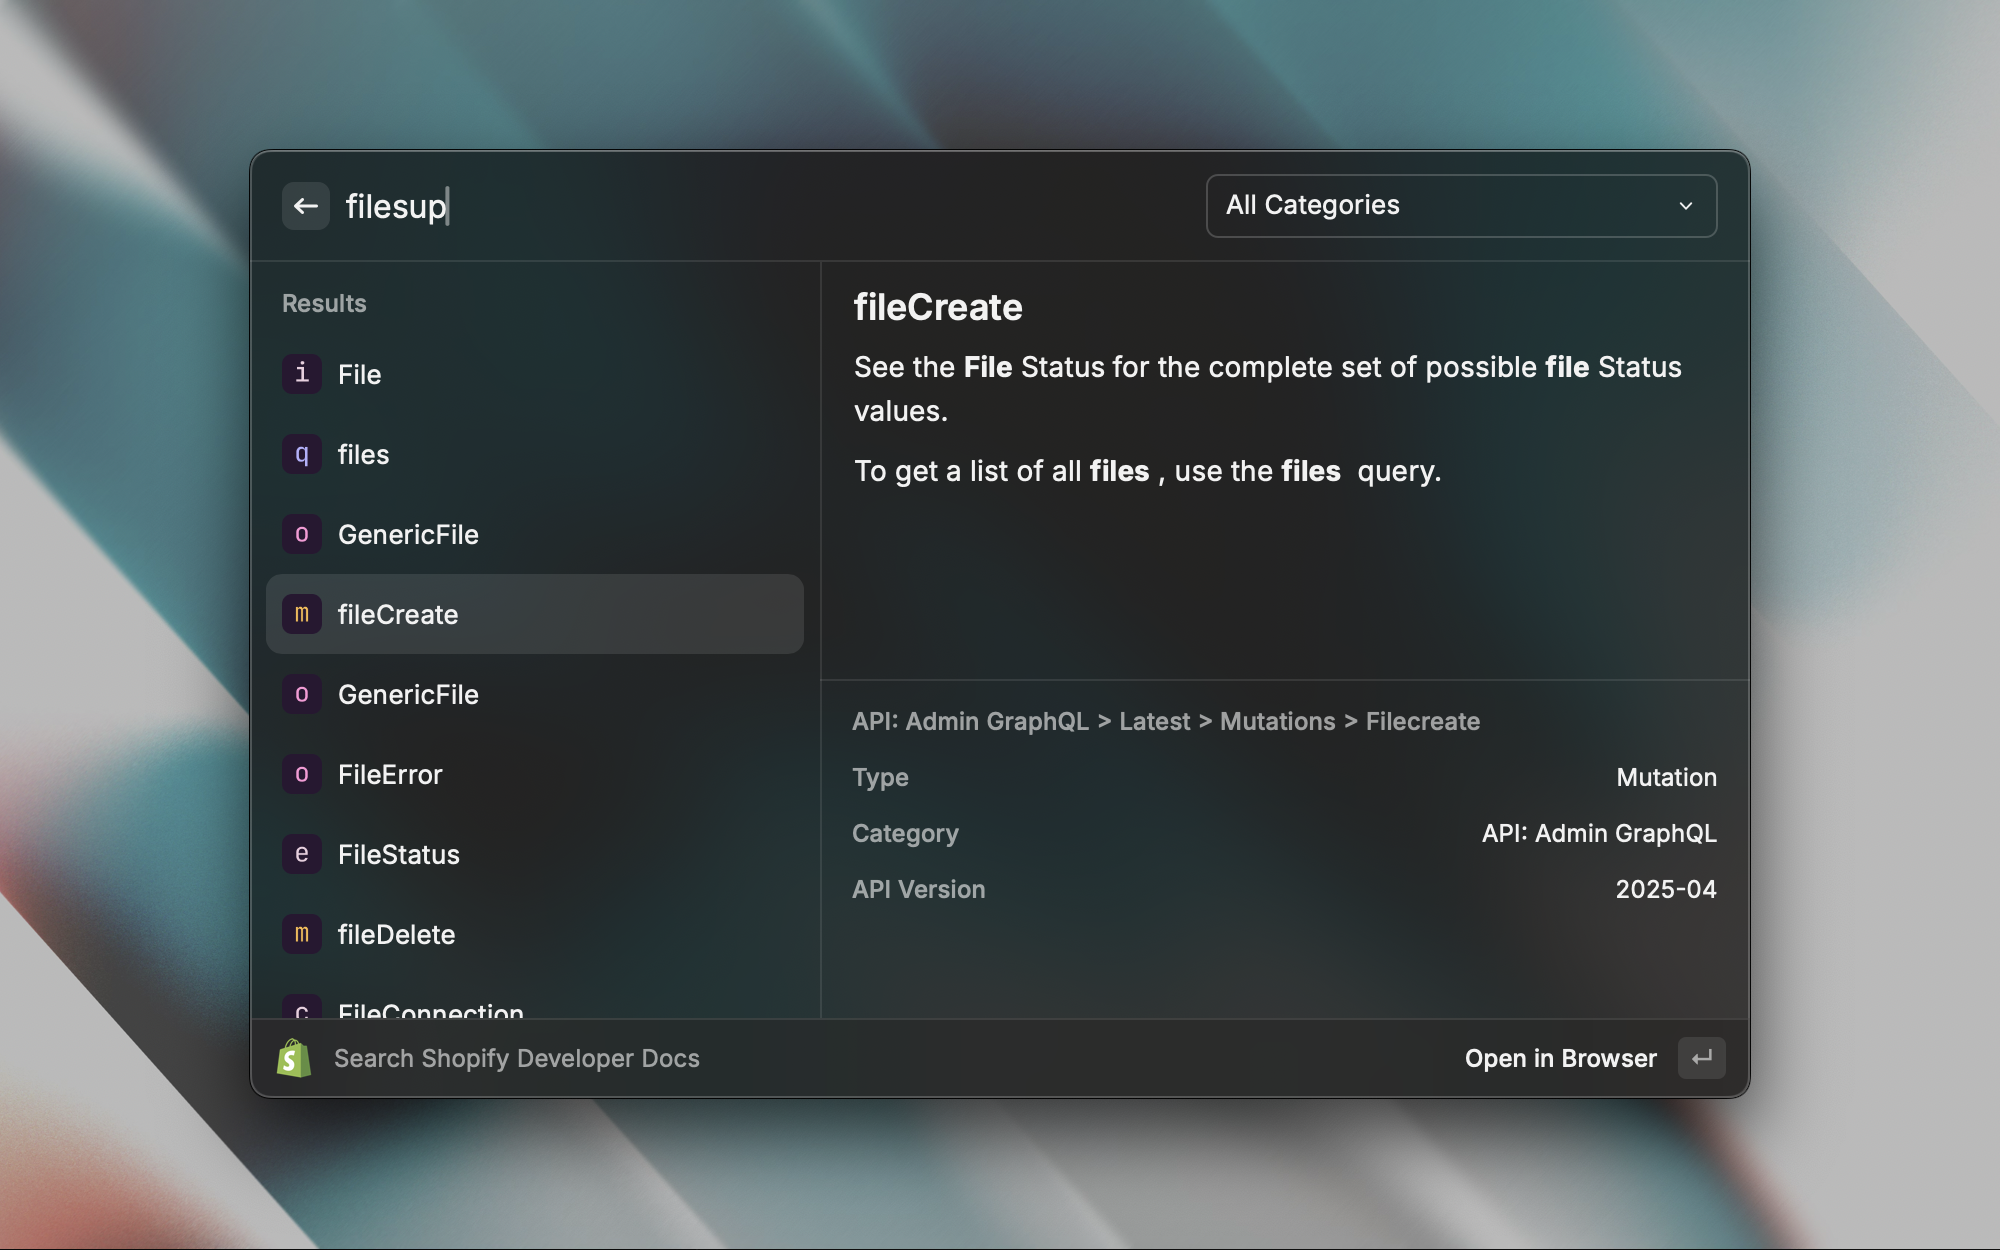 filesup
All Categories
Results
i File
q files
o GenericFile
m fileCreate
o GenericFile
o FileError
e FileStatus
m fileDelete
c FileConnection
fileCreate
See the File Status for the complete set of possible file Status
values.
To get a list of all files , use the files query.
API: Admin GraphQL > Latest > Mutations > Filecreate
Type Mutation
Category API: Admin GraphQL
API Version 2025-04
Search Shopify Developer Docs
Open in Browser